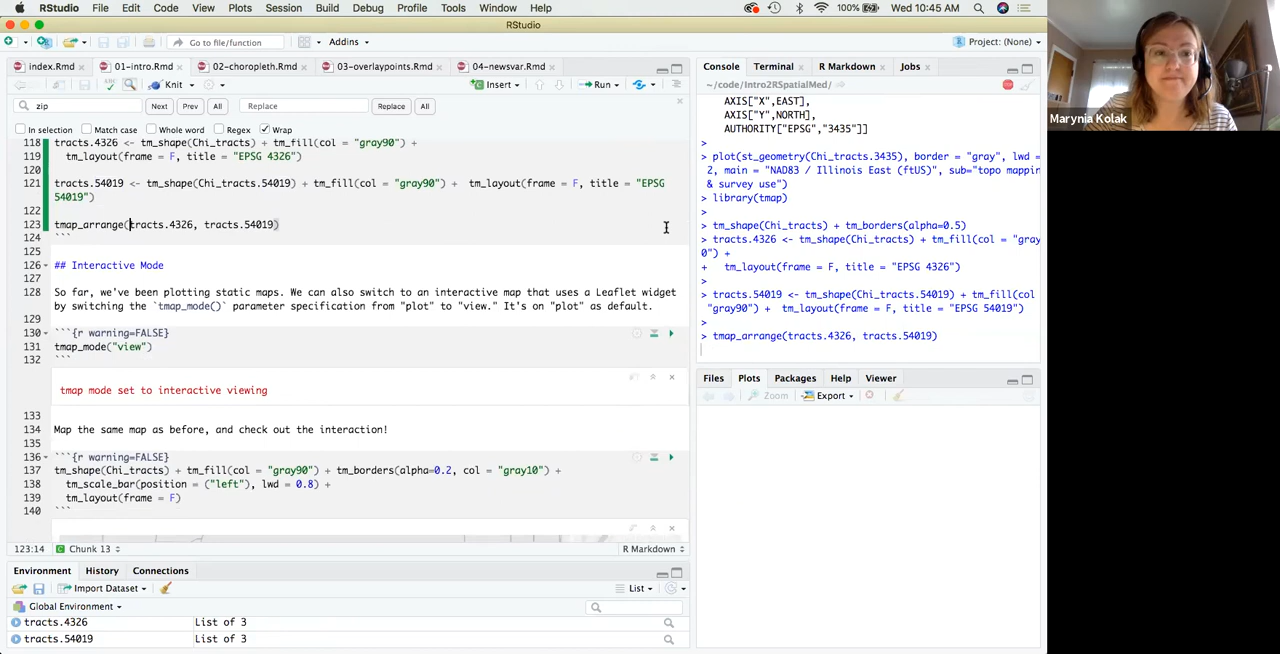 RStudio File Edit Code View Plots Session Build Debug Profile Tools Window Help 100% Wed 10:45 AM
RStudio
Go to file/function Addins Project: (None)
index.Rmd 01-intro.Rmd 02-choropleth.Rmd 03-overlaypoints.Rmd 04-newsvar.Rmd
Knit Insert Run
zip Next Prev All Replace Replace All
In selection Match case Whole word Regex Wrap
118 tracts.4326 <- tm_shape(Chi_tracts) + tm_fill(col = "gray90") +
119 tm_layout(frame = F, title = "EPSG 4326")
120
121 tracts.54019 <- tm_shape(Chi_tracts.54019) + tm_fill(col = "gray90") + tm_layout(frame = F, title = "EPSG
54019")
122
123 tmap_arrange(tracts.4326, tracts.54019)
124 ```
125
126 ## Interactive Mode
127
128 So far, we've been plotting static maps. We can also switch to an interactive map that uses a Leaflet widget
by switching the `tmap_mode()` parameter specification from "plot" to "view." It's on "plot" as default.
129
130 ```{r warning=FALSE}
131 tmap_mode("view")
132 ```
tmap mode set to interactive viewing
133
134 Map the same map as before, and check out the interaction!
135
136 ```{r warning=FALSE}
137 tm_shape(Chi_tracts) + tm_fill(col = "gray90") + tm_borders(alpha=0.2, col = "gray10") +
138 tm_scale_bar(position = ("left"), lwd = 0.8) +
139 tm_layout(frame = F)
140 ```
123:14 Chunk 13 R Markdown
Environment History Connections
Import Dataset List
Global Environment
tracts.4326 List of 3
tracts.54019 List of 3
Console Terminal R Markdown Jobs
~/code/Intro2RSpatialMed/
AXIS["X",EAST],
AXIS["Y",NORTH],
AUTHORITY["EPSG","3435"]]
>
> plot(st_geometry(Chi_tracts.3435), border = "gray", lwd =
2, main = "NAD83 / Illinois East (ftUS)", sub="topo mappin
& survey use")
> library(tmap)
>
> tm_shape(Chi_tracts) + tm_borders(alpha=0.5)
> tracts.4326 <- tm_shape(Chi_tracts) + tm_fill(col = "gray
0") +
+ tm_layout(frame = F, title = "EPSG 4326")
>
> tracts.54019 <- tm_shape(Chi_tracts.54019) + tm_fill(col
"gray90") + tm_layout(frame = F, title = "EPSG 54019")
>
> tmap_arrange(tracts.4326, tracts.54019)
Files Plots Packages Help Viewer
Zoom Export
Marynia Kolak